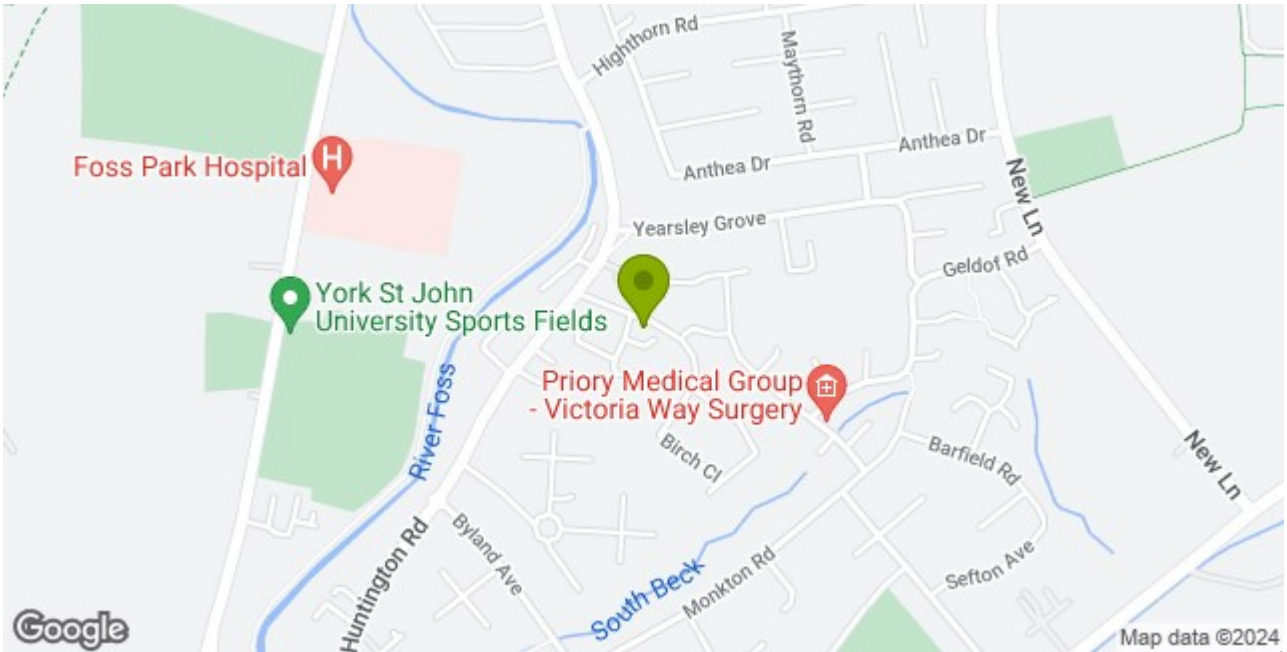 Highthorn Rd
Maythorn Rd
Foss Park Hospital
H
Anthea Dr
Anthea Dr
New Ln
Yearsley Grove
Geldof Rd
York St John
University Sports Fields
River Foss
Priory Medical Group
- Victoria Way Surgery
Birch Cl
Barfield Rd
New Ln
Huntington Rd
Byland Ave
South Beck
Monkton Rd
Sefton Ave
Google
Map data ©2024